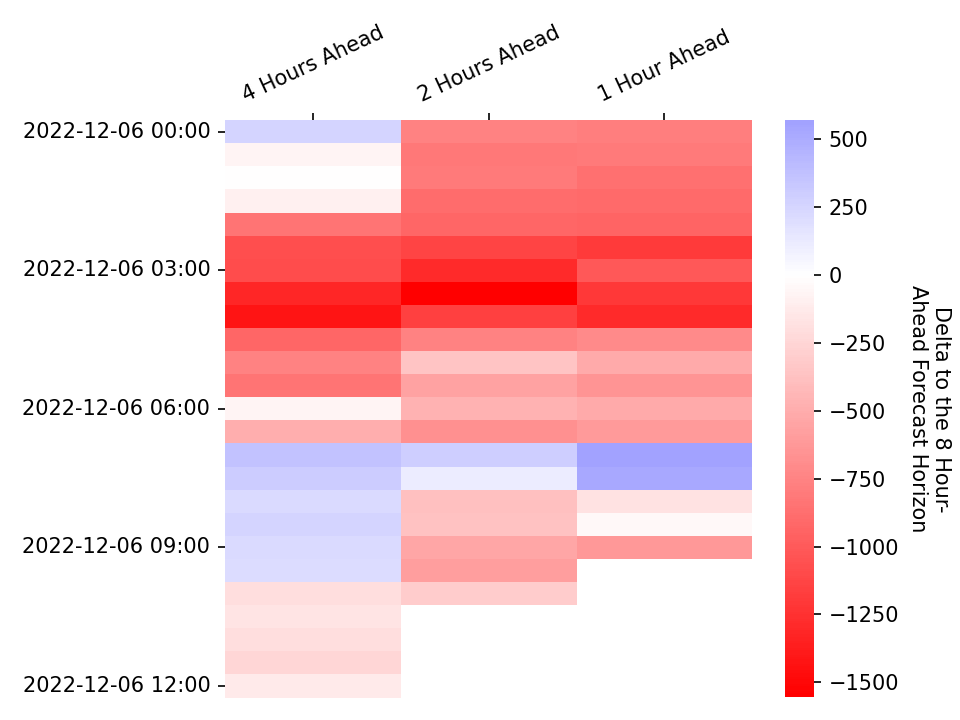 4 Hours Ahead
2 Hours Ahead
1 Hour Ahead
2022-12-06 00:00
2022-12-06 03:00
2022-12-06 06:00
2022-12-06 09:00
2022-12-06 12:00
500
250
0
−250
−500
−750
−1000
−1250
−1500
Delta to the 8 Hour-
Ahead Forecast Horizon